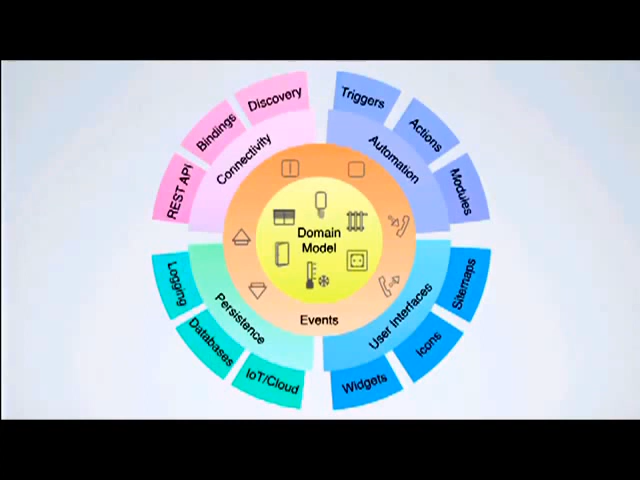 Discovery
Bindings
REST API
Connectivity
Triggers
Actions
Modules
Automation
Domain
Model
Events
Logging
Databases
IoT/Cloud
Persistence
Sitemaps
Icons
Widgets
User Interfaces